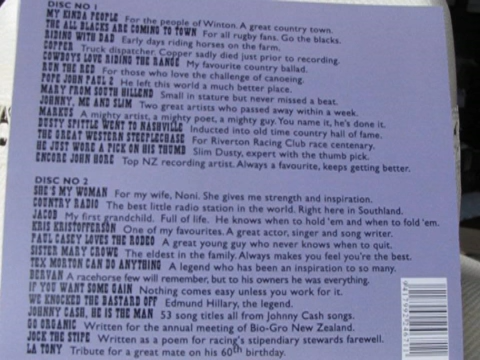 DISC NO 1
MY KINDA PEOPLE For the people of Winton. A great country town.
THE ALL BLACKS ARE COMING TO TOWN For all rugby fans. Go the blacks.
RIDING WITH DAD Early days riding horses on the farm.
COPPER Truck dispatcher. Copper sadly died just prior to recording.
COWBOYS LOVE RIDING THE RANGE My favourite country ballad.
RUN THE RED For those who love the challenge of canoeing.
POPE JOHN PAUL 2 He left this world a much better place.
MARY FROM SOUTH HILLEND Small in stature but never missed a beat.
JOHNNY, ME AND SLIM Two great artists who passed away within a week.
MARKES A mighty artist, a mighty poet, a mighty guy. You name it, he's done it.
DUSTY SPITTLE WENT TO NASHVILLE Inducted into old time country hall of fame.
THE GREAT WESTERN STEEPLECHASE For Riverton Racing Club race centenary.
HE JUST WORE A PICK ON HIS THUMB Slim Dusty, expert with the thumb pick.
ENCORE JOHN HORE Top NZ recording artist. Always a favourite, keeps getting better.
DISC NO 2
SHE'S MY WOMAN For my wife, Noni. She gives me strength and inspiration.
COUNTRY RADIO The best little radio station in the world. Right here in Southland.
JACOB My first grandchild. Full of life. He knows when to hold 'em and when to fold 'em.
KRIS KRISTOFFERSON One of my favourites. A great actor, singer and song writer.
PAUL CASEY LOVES THE RODEO A great young guy who never knows when to quit.
SISTER MARY CROWE The eldest in the family. Always makes you feel you're the best.
TEX MORTON CAN DO ANYTHING A legend who has been an inspiration to so many.
BERVAN A racehorse few will remember, but to his owners he was everything.
IF YOU WANT SOME GAIN Nothing comes easy unless you work for it.
WE KNOCKED THE BASTARD OFF Edmund Hillary, the legend.
JOHNNY CASH, HE IS THE MAN 53 song titles all from Johnny Cash songs.
GO ORGANIC Written for the annual meeting of Bio-Gro New Zealand.
JOCK THE STIPE Written as a poem for racing's stipendiary stewards farewell.
LA TONY Tribute for a great mate on his 60th birthday.